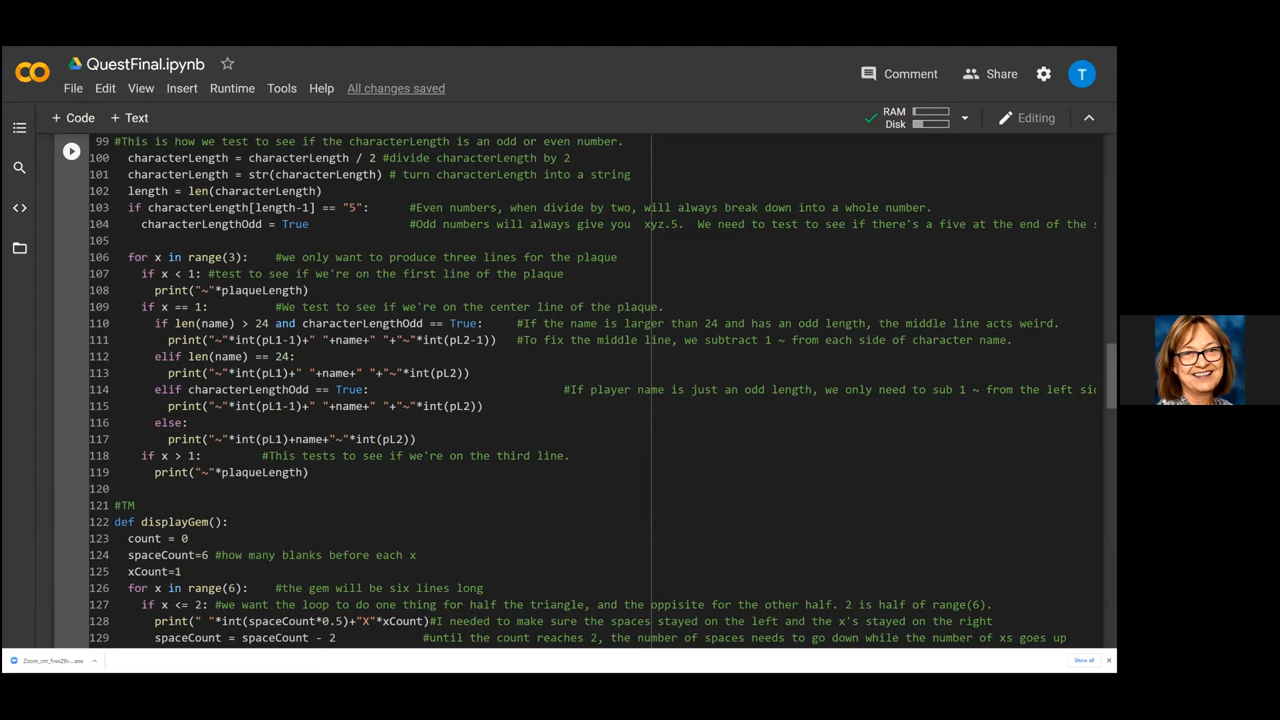 QuestFinal.ipynb
File Edit View Insert Runtime Tools Help All changes saved
Comment Share T
+ Code + Text
RAM
Disk
Editing
99 #This is how we test to see if the characterLength is an odd or even number.
100 characterLength = characterLength / 2 #divide characterLength by 2
101 characterLength = str(characterLength) # turn characterLength into a string
102 length = len(characterLength)
103 if characterLength[length-1] == "5": #Even numbers, when divide by two, will always break down into a whole number.
104 characterLengthOdd = True #Odd numbers will always give you xyz.5. We need to test to see if there's a five at the end of the s
105
106 for x in range(3): #we only want to produce three lines for the plaque
107 if x < 1: #test to see if we're on the first line of the plaque
108 print("~"*plaqueLength)
109 if x == 1: #We test to see if we're on the center line of the plaque.
110 if len(name) > 24 and characterLengthOdd == True: #If the name is larger than 24 and has an odd length, the middle line acts weird.
111 print("~"*int(pL1-1)+" "+name+" "+"~"*int(pL2-1)) #To fix the middle line, we subtract 1 ~ from each side of character name.
112 elif len(name) == 24:
113 print("~"*int(pL1)+" "+name+" "+"~"*int(pL2))
114 elif characterLengthOdd == True: #If player name is just an odd length, we only need to sub 1 ~ from the left sid
115 print("~"*int(pL1-1)+" "+name+" "+"~"*int(pL2))
116 else:
117 print("~"*int(pL1)+name+"~"*int(pL2))
118 if x > 1: #This tests to see if we're on the third line.
119 print("~"*plaqueLength)
120
121 #TM
122 def displayGem():
123 count = 0
124 spaceCount=6 #how many blanks before each x
125 xCount=1
126 for x in range(6): #the gem will be six lines long
127 if x <= 2: #we want the loop to do one thing for half the triangle, and the oppisite for the other half. 2 is half of range(6).
128 print(" "*int(spaceCount*0.5)+"X"*xCount)#I needed to make sure the spaces stayed on the left and the x's stayed on the right
129 spaceCount = spaceCount - 2 #until the count reaches 2, the number of spaces needs to go down while the number of xs goes up
Show all